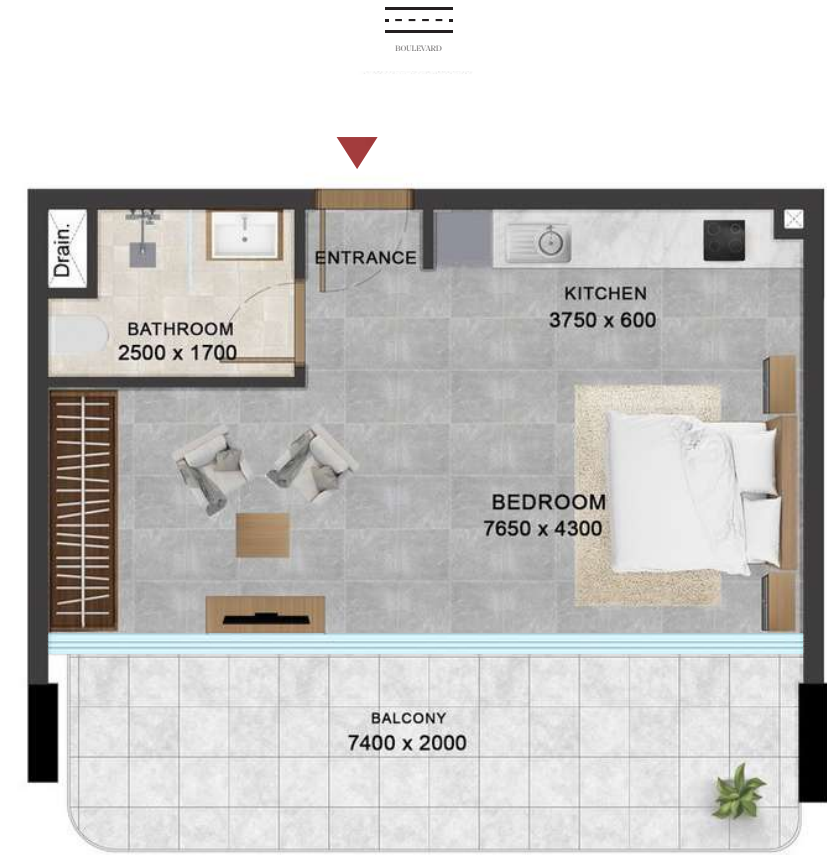 BOULEVARD
ENTRANCE
Drain.
KITCHEN
3750 x 600
BATHROOM
2500 x 1700
BEDROOM
7650 x 4300
BALCONY
7400 x 2000